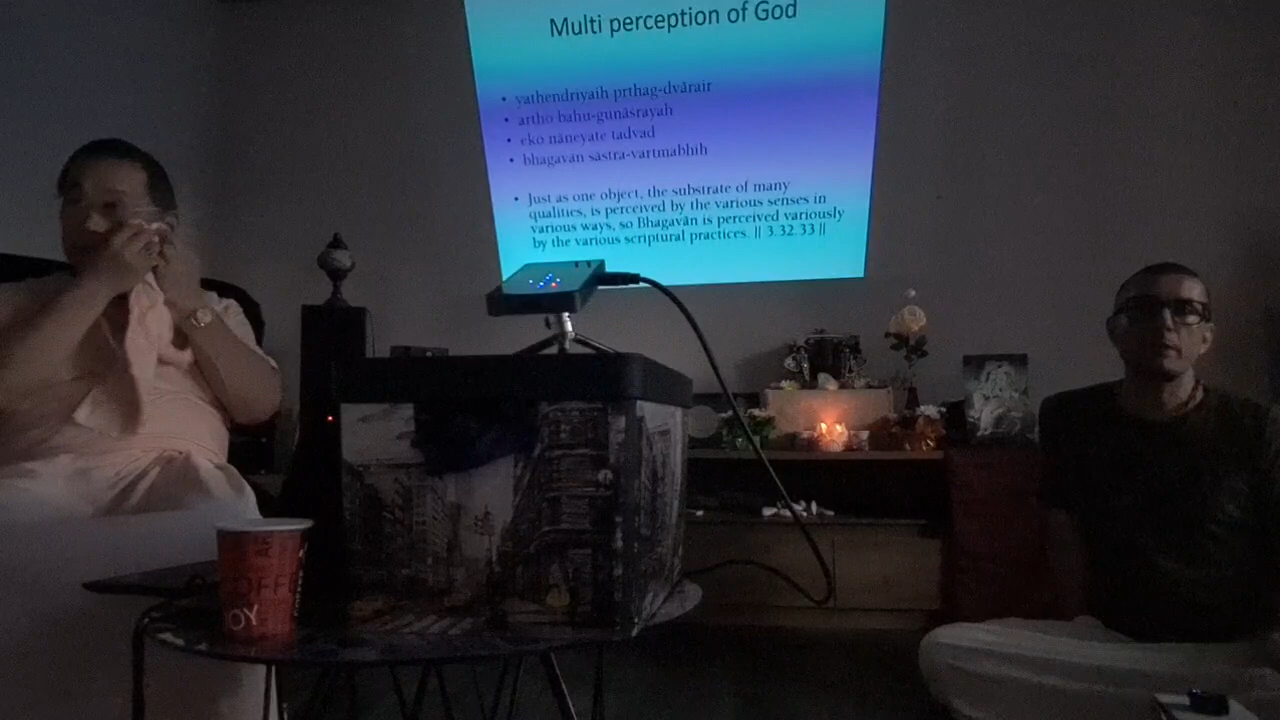 Multi perception of God
• yathendriyaiḥ pṛthag-dvārair
• artho bahu-guṇāśrayaḥ
• eko nāneyate tadvad
• bhagavān śāstra-vartmabhiḥ
• Just as one object, the substrate of many
qualities, is perceived by the various senses in
various ways, so Bhagavān is perceived variously
by the various scriptural practices. || 3.32.33 ||
OFFE
OY